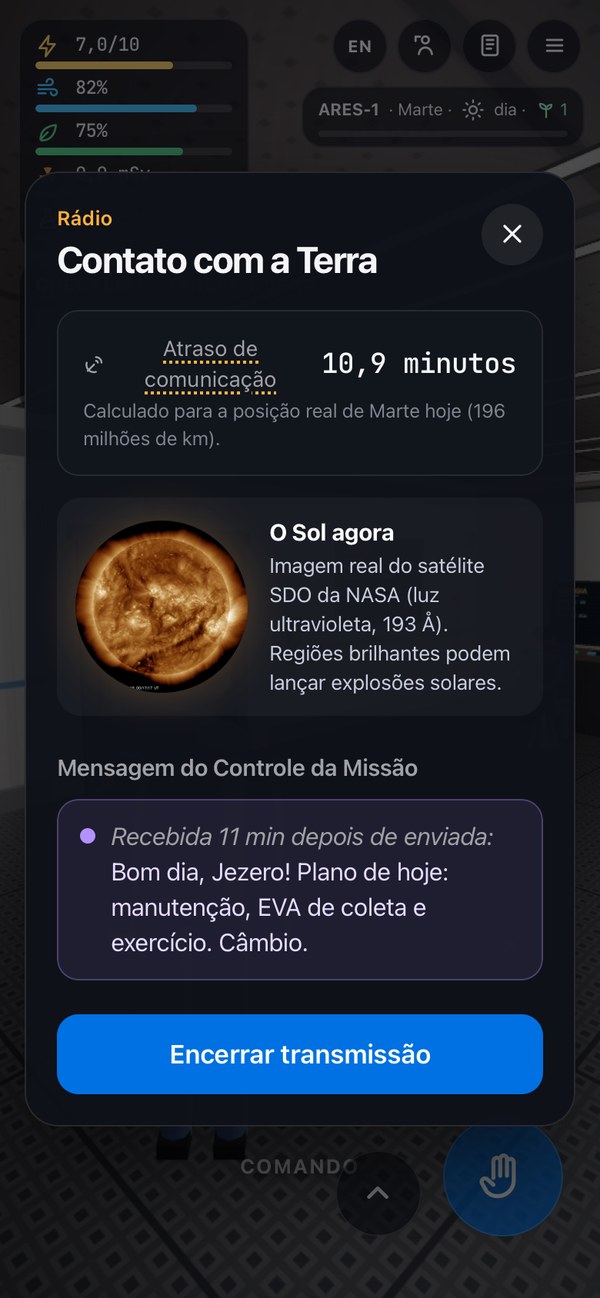 7,0/10
EN
82%
ARES-1 · Marte · dia · 1
75%
Rádio
Contato com a Terra
Atraso de
comunicação
10,9 minutos
Calculado para a posição real de Marte hoje (196
milhões de km).
O Sol agora
Imagem real do satélite
SDO da NASA (luz
ultravioleta, 193 Å).
Regiões brilhantes podem
lançar explosões solares.
Mensagem do Controle da Missão
Recebida 11 min depois de enviada:
Bom dia, Jezero! Plano de hoje:
manutenção, EVA de coleta e
exercício. Câmbio.
Encerrar transmissão
COMANDO